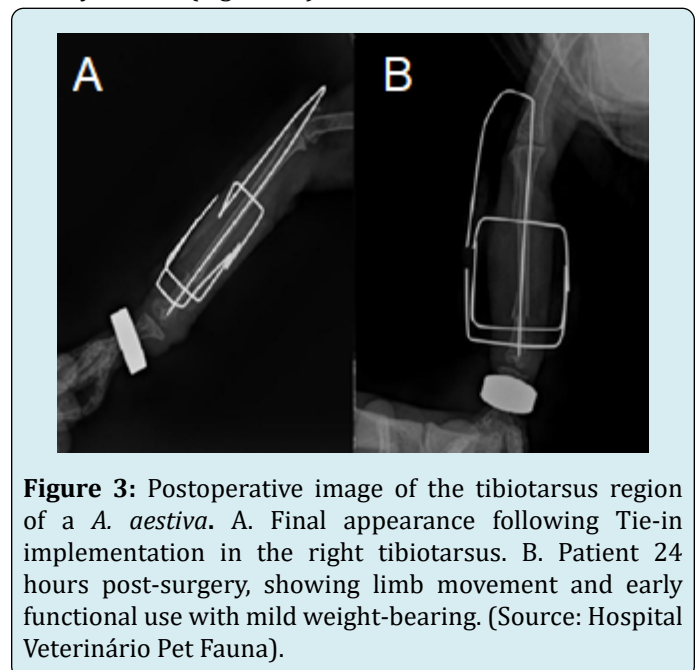 A
B
Figure 3: Postoperative image of the tibiotarsus region
of a A. aestiva. A. Final appearance following Tie-in
implementation in the right tibiotarsus. B. Patient 24
hours post-surgery, showing limb movement and early
functional use with mild weight-bearing. (Source: Hospital
Veterinário Pet Fauna).